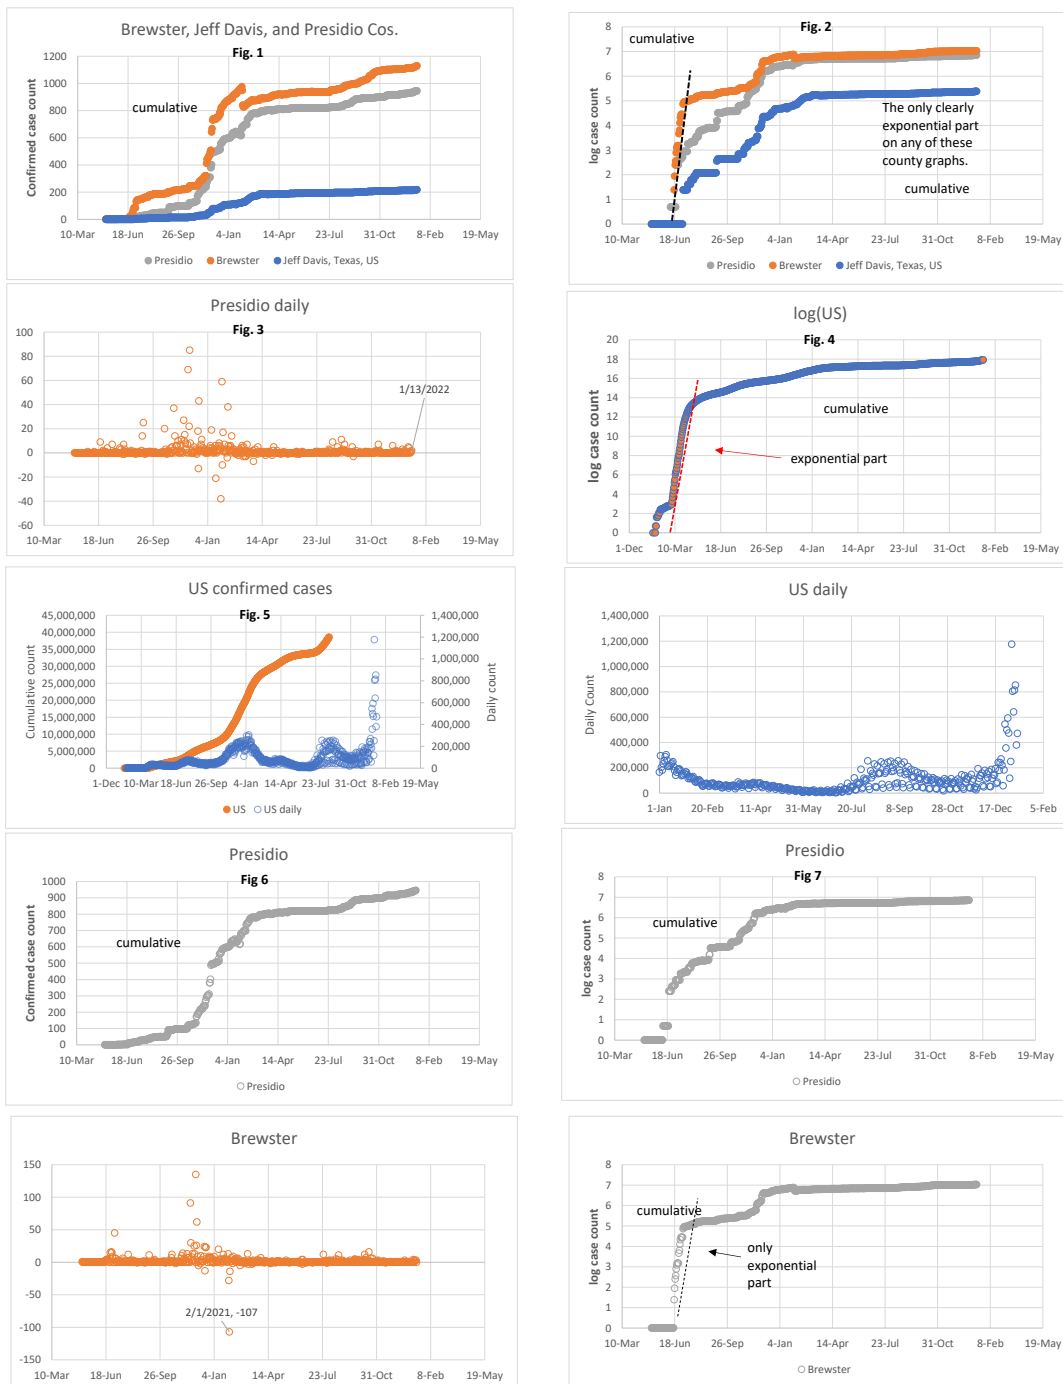 Brewster, Jeff Davis, and Presidio Cos.
Fig. 1
1200
1000
800
600
400
200
0
Confirmed case count
cumulative
10-Mar 18-Jun 26-Sep 4-Jan 14-Apr 23-Jul 31-Oct 8-Feb 19-May
Presidio Brewster Jeff Davis, Texas, US
Fig. 2
cumulative
8
7
6
5
4
3
2
1
0
log case count
The only clearly
exponential part
on any of these
county graphs.
cumulative
10-Mar 18-Jun 26-Sep 4-Jan 14-Apr 23-Jul 31-Oct 8-Feb 19-May
Presidio Brewster Jeff Davis, Texas, US
Presidio daily
Fig. 3
100
80
60
40
20
0
-20
-40
-60
1/13/2022
10-Mar 18-Jun 26-Sep 4-Jan 14-Apr 23-Jul 31-Oct 8-Feb 19-May
log(US)
Fig. 4
20
18
16
14
12
10
8
6
4
2
0
log case count
cumulative
exponential part
1-Dec 10-Mar 18-Jun 26-Sep 4-Jan 14-Apr 23-Jul 31-Oct 8-Feb 19-May
US confirmed cases
Fig. 5
45,000,000
40,000,000
35,000,000
30,000,000
25,000,000
20,000,000
15,000,000
10,000,000
5,000,000
0
Cumulative count
1,400,000
1,200,000
1,000,000
800,000
600,000
400,000
200,000
0
Daily count
1-Dec 10-Mar 18-Jun 26-Sep 4-Jan 14-Apr 23-Jul 31-Oct 8-Feb 19-May
US US daily
US daily
1,400,000
1,200,000
1,000,000
800,000
600,000
400,000
200,000
0
Daily Count
1-Jan 20-Feb 11-Apr 31-May 20-Jul 8-Sep 28-Oct 17-Dec 5-Feb
Presidio
Fig 6
1000
900
800
700
600
500
400
300
200
100
0
Confirmed case count
cumulative
10-Mar 18-Jun 26-Sep 4-Jan 14-Apr 23-Jul 31-Oct 8-Feb 19-May
Presidio
Presidio
Fig 7
8
7
6
5
4
3
2
1
0
log case count
cumulative
10-Mar 18-Jun 26-Sep 4-Jan 14-Apr 23-Jul 31-Oct 8-Feb 19-May
Presidio
Brewster
150
100
50
0
-50
-100
-150
2/1/2021, -107
10-Mar 18-Jun 26-Sep 4-Jan 14-Apr 23-Jul 31-Oct 8-Feb 19-May
Brewster
8
7
6
5
4
3
2
1
0
log case count
cumulative
only
exponential
part
10-Mar 18-Jun 26-Sep 4-Jan 14-Apr 23-Jul 31-Oct 8-Feb 19-May
Brewster